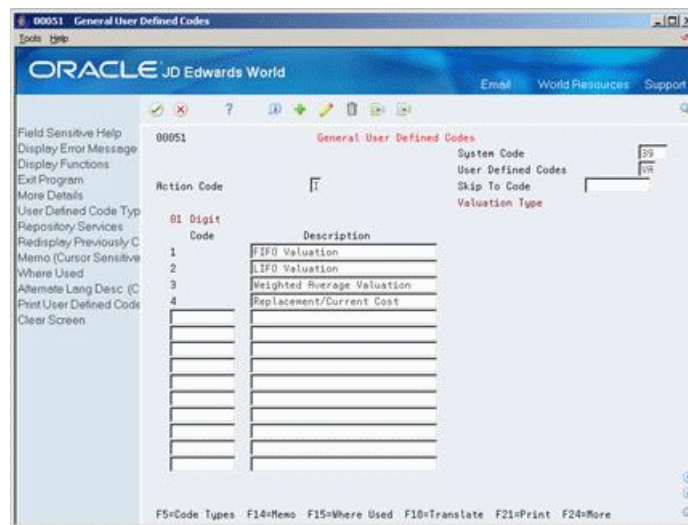 00051 General User Defined Codes
Tools Help
ORACLE JD Edwards World
Email World Resources Support
Field Sensitive Help
Display Error Message
Display Functions
Exit Program
More Details
User Defined Code Typ
Repository Services
Redisplay Previously C
Memo (Cursor Sensitive
Where Used
Alternate Lang Desc (C
Print User Defined Code
Clear Screen
00051 General User Defined Codes
System Code 39
User Defined Codes VA
Action Code I Skip To Code
Valuation Type
01 Digit
Code Description
1 FIFO Valuation
2 LIFO Valuation
3 Weighted Average Valuation
4 Replacement/Current Cost
F5=Code Types F14=Memo F15=Where Used F18=Translate F21=Print F24=More